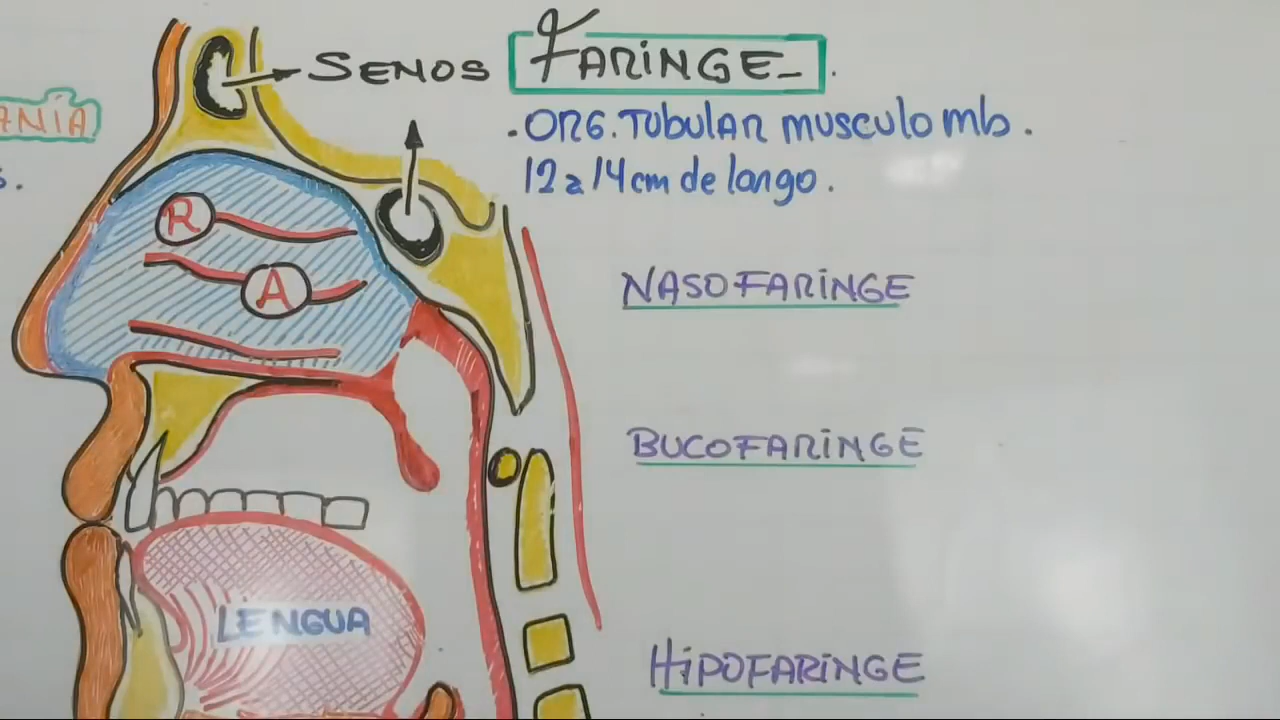 SENOS
FARINGE
. ORG. TUBULAR MUSCULO mb.
12 a 14 cm de largo.
R
A
NASOFARINGE
BUCOFARINGE
LENGUA
HIPOFARINGE